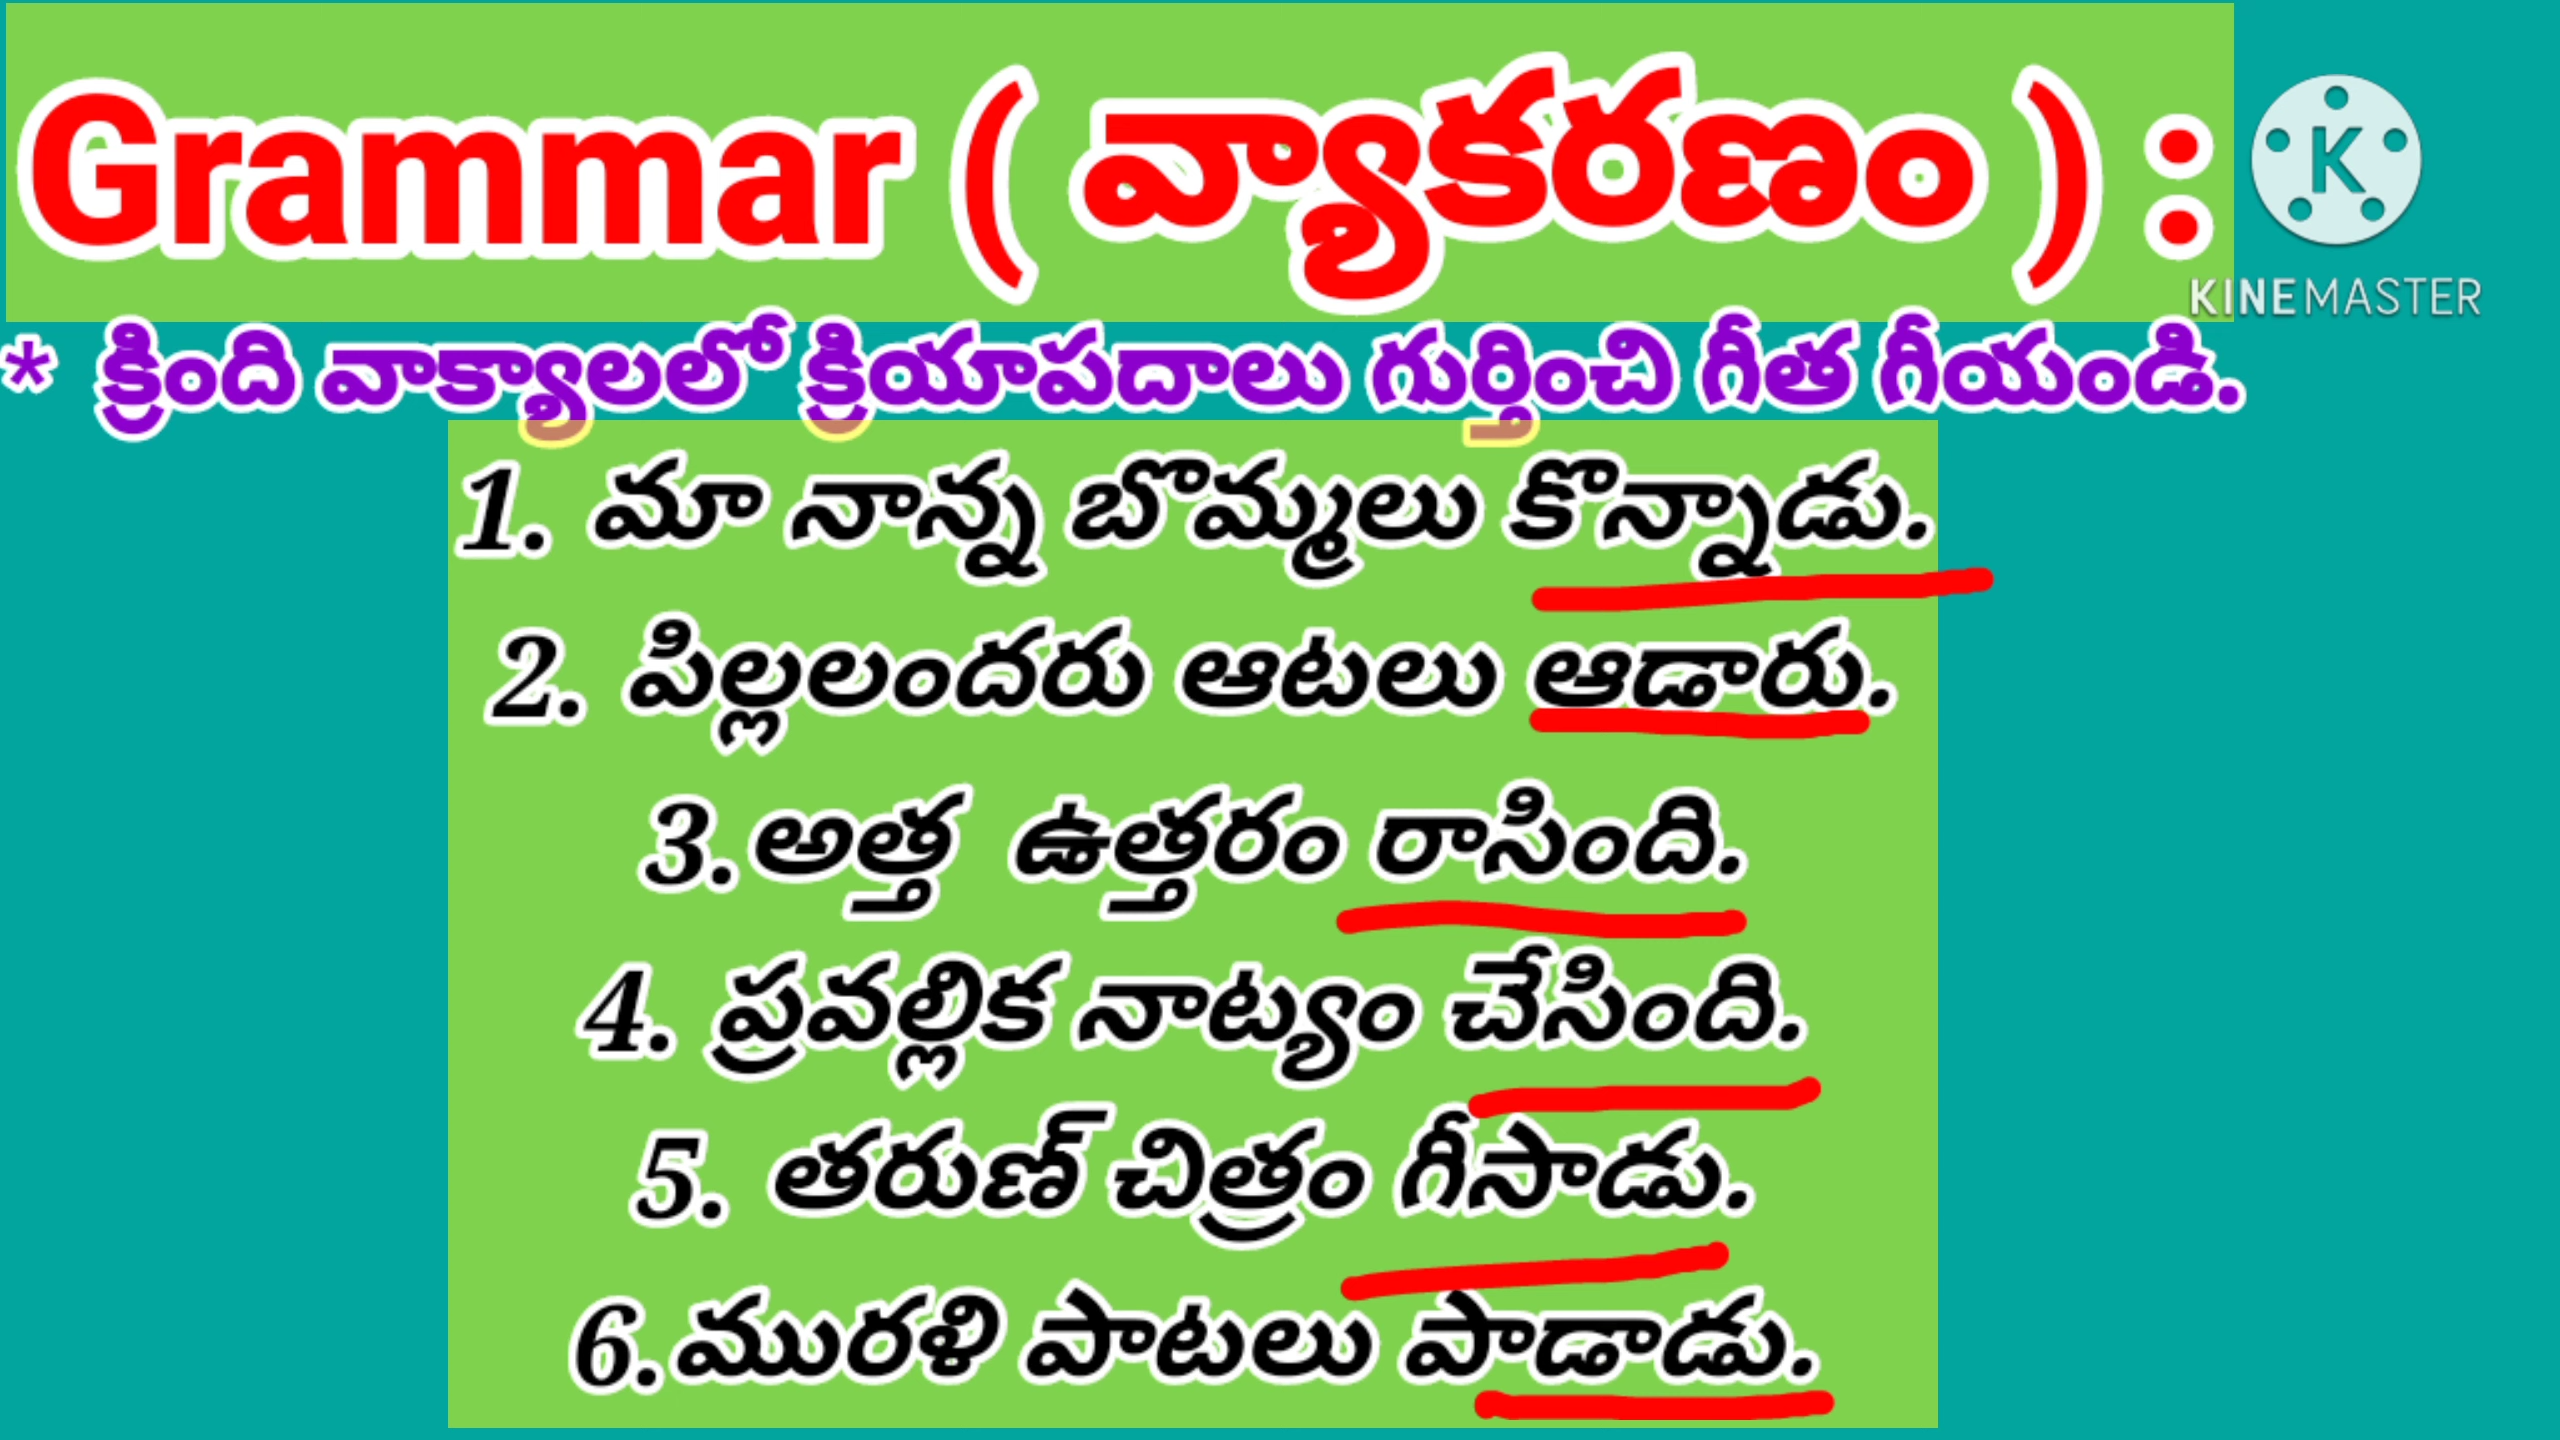 Grammar ( వ్యాకరణం ) :
KINEMASTER
* క్రింది వాక్యాలలో క్రియాపదాలు గుర్తించి గీత గీయండి.
1. మా నాన్న బొమ్మలు కొన్నాడు.
2. పిల్లలందరు ఆటలు ఆడారు.
3. అత్త ఉత్తరం రాసింది.
4. ప్రవల్లిక నాట్యం చేసింది.
5. తరుణ్ చిత్రం గీసాడు.
6. మురళి పాటలు పాడాడు.